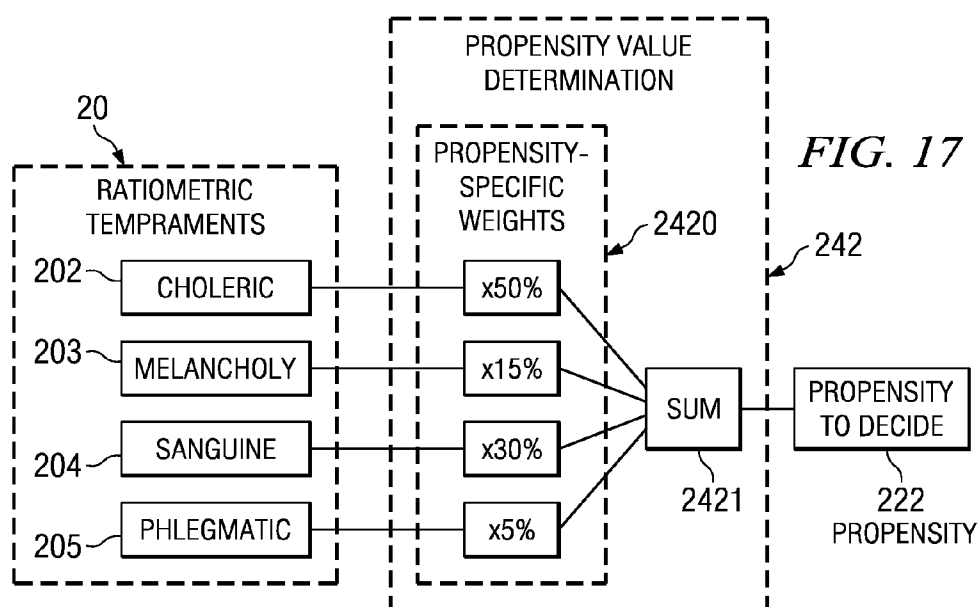 PROPENSITY VALUE
DETERMINATION
FIG. 17
20
RATIOMETRIC
TEMPRAMENTS
PROPENSITY-
SPECIFIC
WEIGHTS
2420
242
202
CHOLERIC
x50%
203
MELANCHOLY
x15%
204
SANGUINE
x30%
205
PHLEGMATIC
x5%
SUM
2421
PROPENSITY
TO DECIDE
222
PROPENSITY